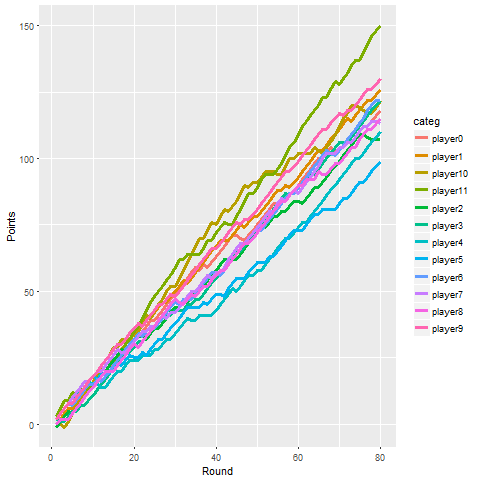 150
100
50
0
Points
0
20
40
60
80
Round
categ
player0
player1
player10
player11
player2
player3
player4
player5
player6
player7
player8
player9